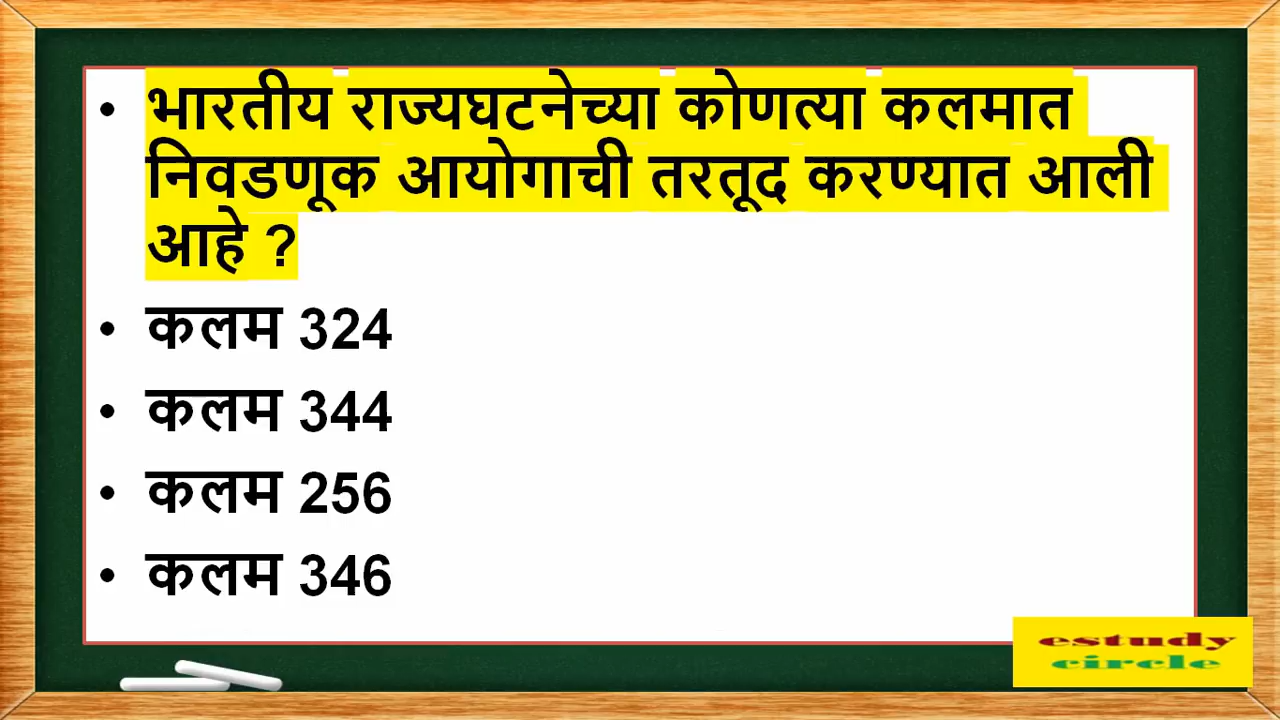 • भारतीय राज्यघटनेच्या कोणत्या कलमात
निवडणूक आयोगाची तरतूद करण्यात आली
आहे ?
• कलम 324
• कलम 344
• कलम 256
• कलम 346
estudy
circle